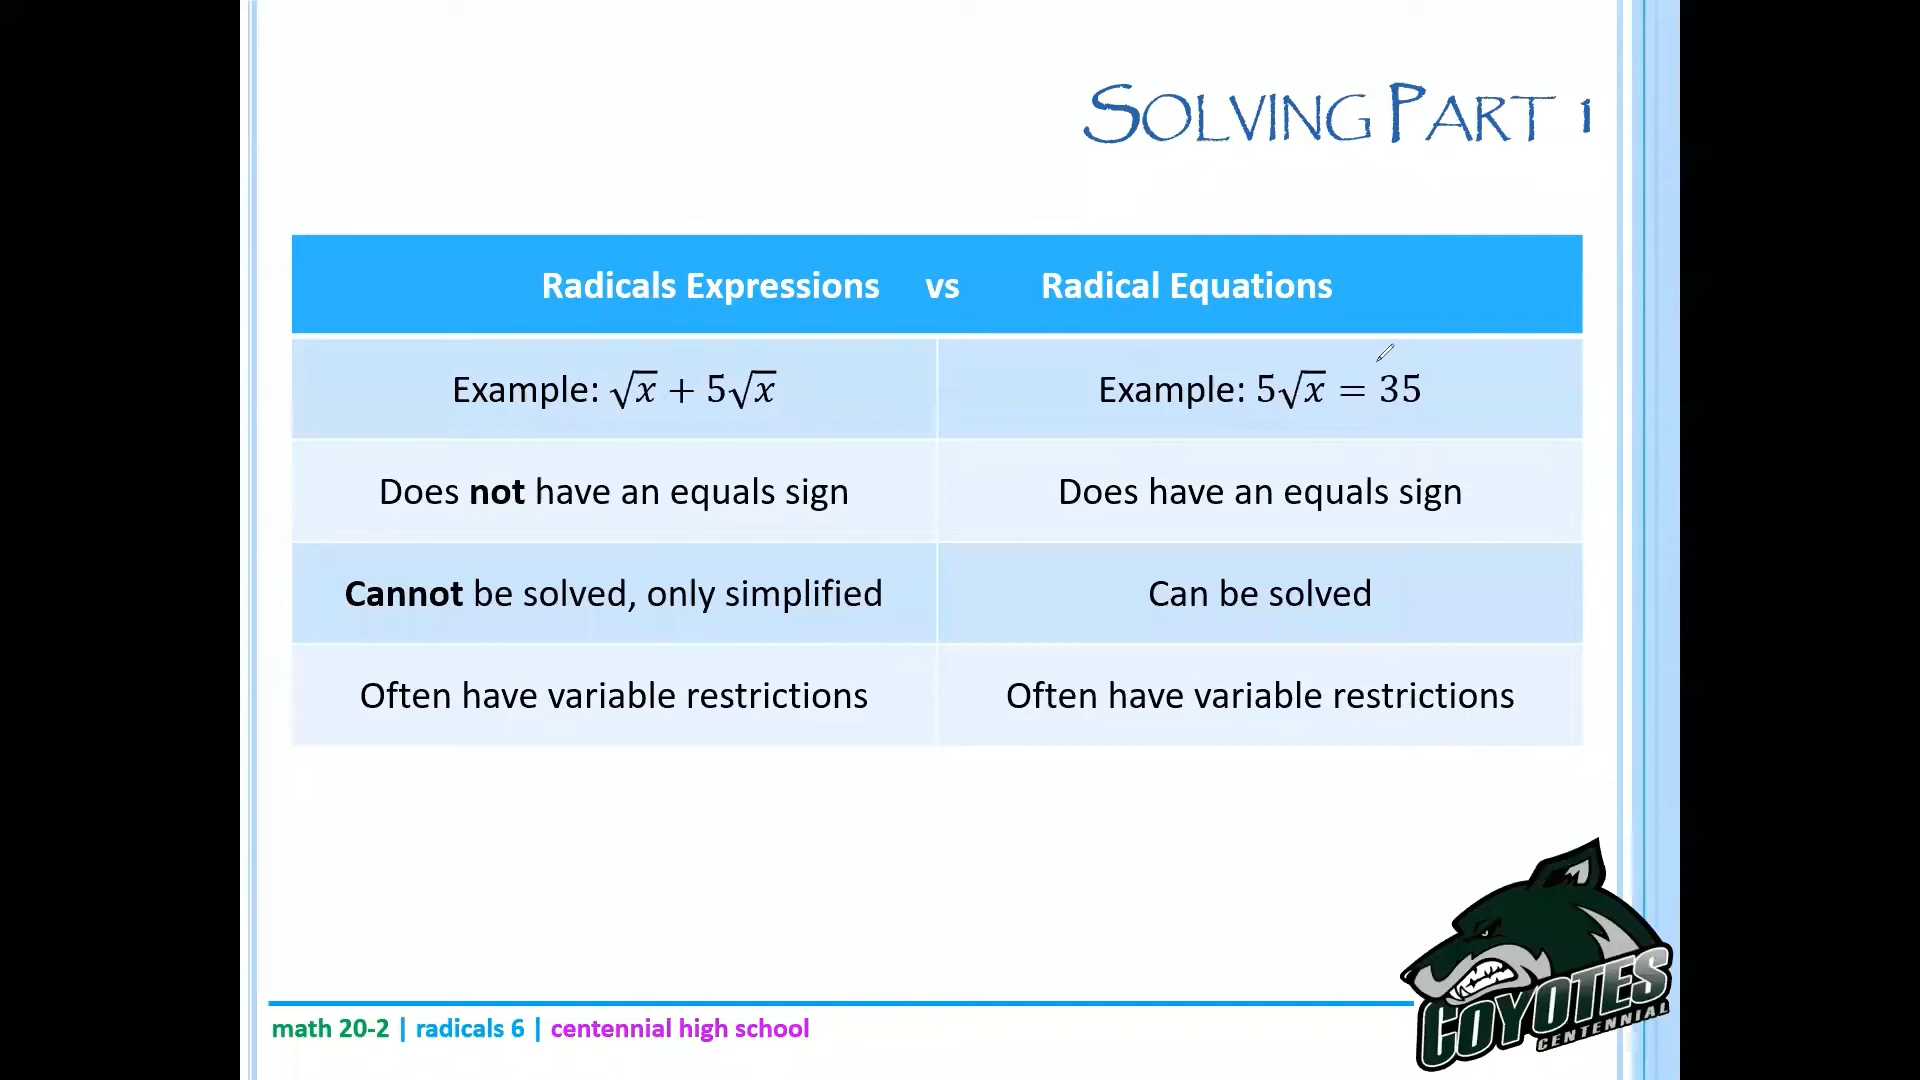 SOLVING PART 1
Radicals Expressions vs Radical Equations
Example: √x + 5√x
Example: 5√x = 35
Does not have an equals sign
Does have an equals sign
Cannot be solved, only simplified
Can be solved
Often have variable restrictions
Often have variable restrictions
COYOTES
CENTENNIAL
math 20-2 | radicals 6 | centennial high school